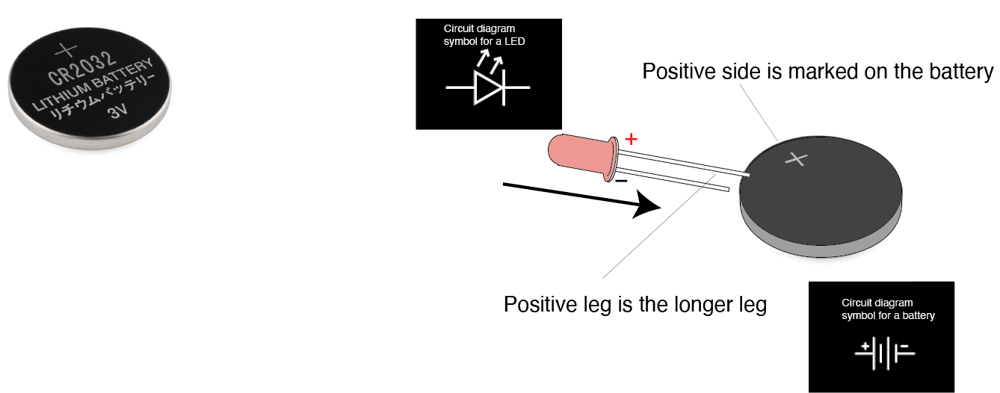 +
CR2032
LITHIUM BATTERY
リチウムバッテリー
3V
Circuit diagram
symbol for a LED
Positive side is marked on the battery
+
−
+
Positive leg is the longer leg
Circuit diagram
symbol for a battery
+ −